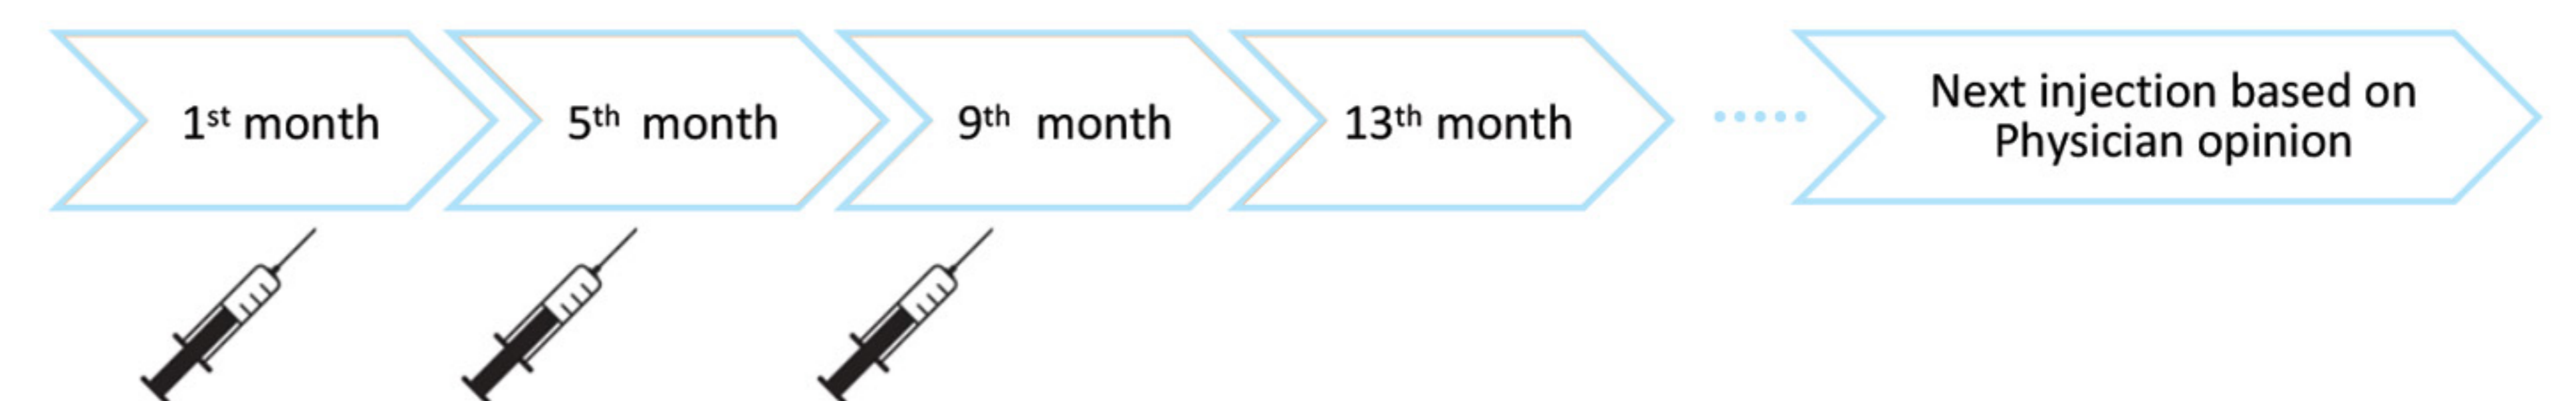 1st month
5th month
9th month
13th month
Next injection based on
Physician opinion